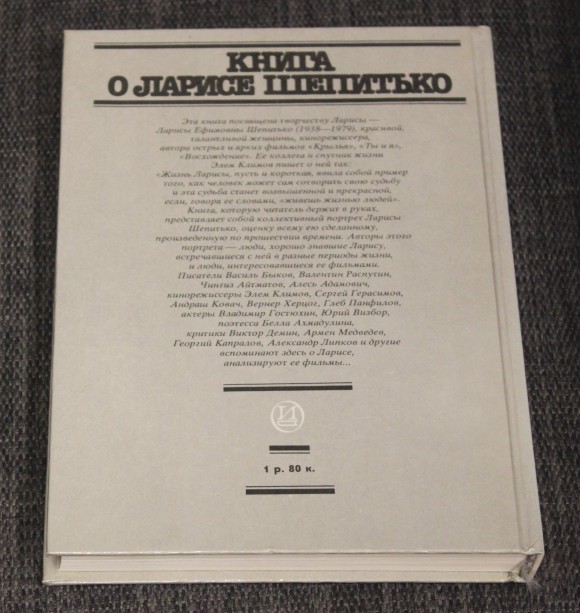 КНИГА
О ЛАРИСЕ ШЕПИТЬКО
Эта книга посвящена творчеству Ларисы —
Ларисы Ефимовны Шепитько (1938—1979), красивой,
талантливой женщины, кинорежиссера,
автора острых и ярких фильмов «Крылья», «Ты и я»,
«Восхождение». Ее коллега и спутник жизни
Элем Климов пишет о ней так:
«Жизнь Ларисы, пусть и короткая, явила собой пример
того, как человек может сам сотворить свою судьбу
и эта судьба станет возвышенной и прекрасной,
если, говоря ее словами, «живешь жизнью людей».
Книга, которую читатель держит в руках,
представляет собой коллективный портрет Ларисы
Шепитько, оценку всему ею сделанному,
произведенную по прошествии времени. Авторы этого
портрета — люди, хорошо знавшие Ларису,
встречавшиеся с ней в разные периоды жизни,
и люди, интересовавшиеся ее фильмами.
Писатели Василь Быков, Валентин Распутин,
Чингиз Айтматов, Алесь Адамович,
кинорежиссеры Элем Климов, Сергей Герасимов,
Андраш Ковач, Вернер Херцог, Глеб Панфилов,
актеры Владимир Гостюхин, Юрий Визбор,
поэтесса Белла Ахмадулина,
критики Виктор Демин, Армен Медведев,
Георгий Капралов, Александр Липков и другие
вспоминают здесь о Ларисе,
анализируют ее фильмы...
И
1 р. 80 к.